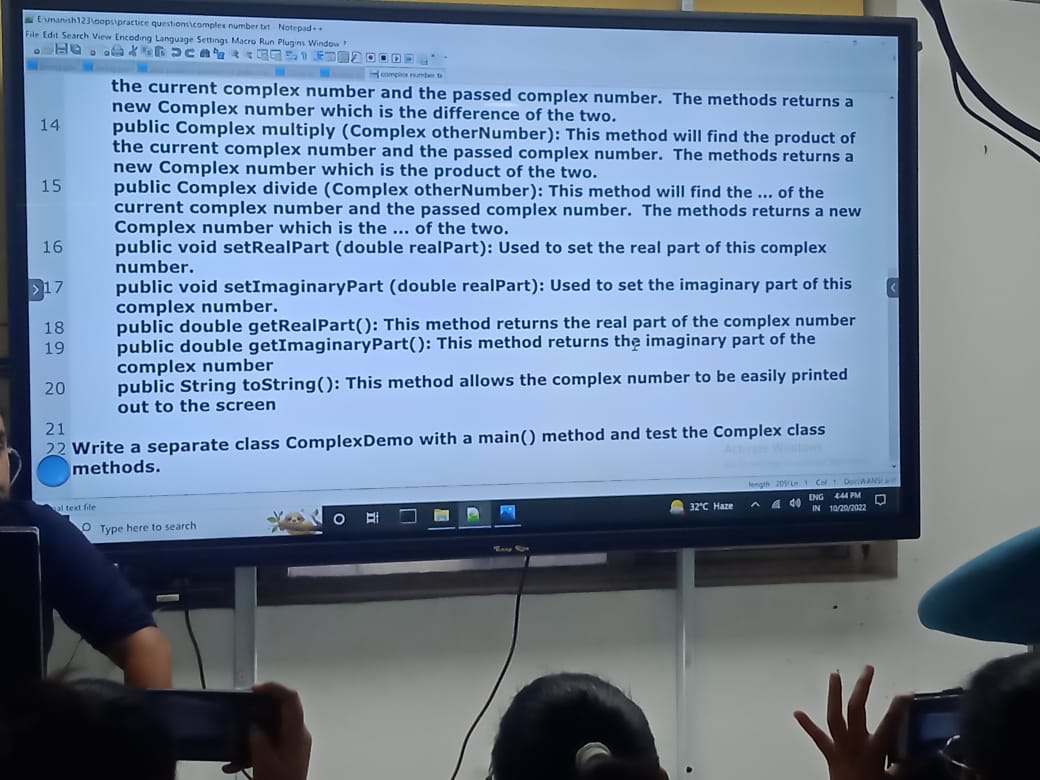 E:\manish123\oops\practice questions\complex number.txt - Notepad++
File Edit Search View Encoding Language Settings Macro Run Plugins Window ?
complex number.tx
the current complex number and the passed complex number. The methods returns a
new Complex number which is the difference of the two.
14 public Complex multiply (Complex otherNumber): This method will find the product of
the current complex number and the passed complex number. The methods returns a
new Complex number which is the product of the two.
15 public Complex divide (Complex otherNumber): This method will find the ... of the
current complex number and the passed complex number. The methods returns a new
Complex number which is the ... of the two.
16 public void setRealPart (double realPart): Used to set the real part of this complex
number.
17 public void setImaginaryPart (double realPart): Used to set the imaginary part of this
complex number.
18 public double getRealPart(): This method returns the real part of the complex number
19 public double getImaginaryPart(): This method returns the imaginary part of the
complex number
20 public String toString(): This method allows the complex number to be easily printed
out to the screen
21
22 Write a separate class ComplexDemo with a main() method and test the Complex class
methods.
Activate Windows
al text file
Type here to search
32°C Haze
ENG
IN
4:44 PM
10/20/2022